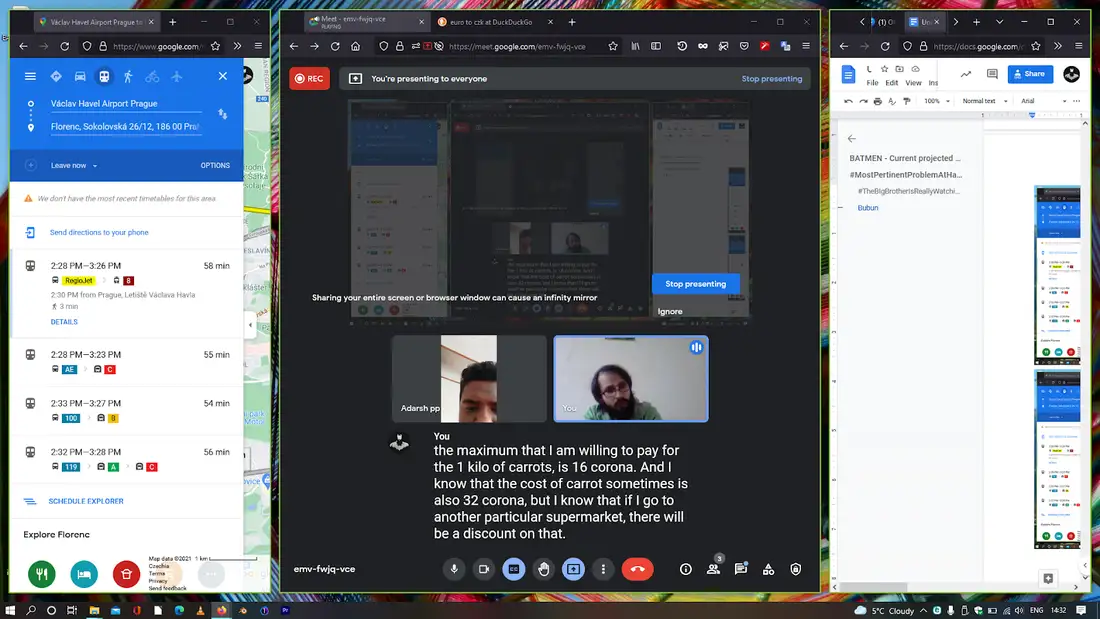 Václav Havel Airport Prague to
https://www.google.com/
Václav Havel Airport Prague
Florenc, Sokolovská 26/12, 186 00 Pra
Leave now
OPTIONS
We don't have the most recent timetables for this area.
Send directions to your phone
2:28 PM—3:26 PM 58 min
RegioJet B
2:30 PM from Prague, Letiště Václava Havla
3 min
DETAILS
2:28 PM—3:23 PM 55 min
AE C
2:33 PM—3:27 PM 54 min
100 B
2:32 PM—3:28 PM 56 min
119 A C
SCHEDULE EXPLORER
Explore Florenc
Map data ©2021 1 km
Czechia
Terms
Privacy
Send feedback
Meet - emv-fwjq-vce
PLAYING
euro to czk at DuckDuckGo
https://meet.google.com/emv-fwjq-vce
REC
You're presenting to everyone
Stop presenting
Sharing your entire screen or browser window can cause an infinity mirror
Stop presenting
Ignore
Adarsh pp
You
You
the maximum that I am willing to pay for
the 1 kilo of carrots, is 16 corona. And I
know that the cost of carrot sometimes is
also 32 corona, but I know that if I go to
another particular supermarket, there will
be a discount on that.
emv-fwjq-vce
3
https://docs.google.com/
File Edit View Ins
Share
100% Normal text Arial
BATMEN - Current projected ...
#MostPertinentProblemAtHa...
#TheBigBrotherIsReallyWatchi...
Bubun
5°C Cloudy
ENG 14:32